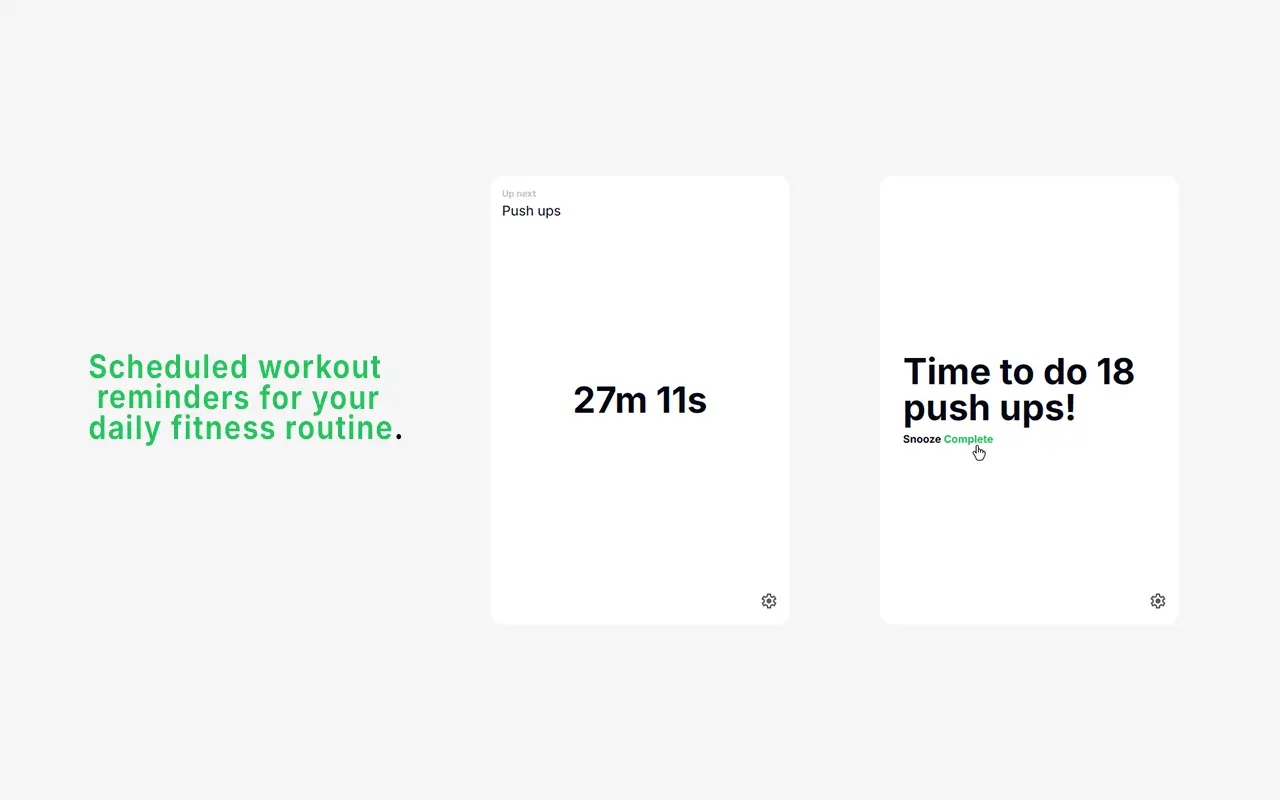 Scheduled workout
reminders for your
daily fitness routine.
Up next
Push ups
27m 11s
Time to do 18
push ups!
Snooze Complete